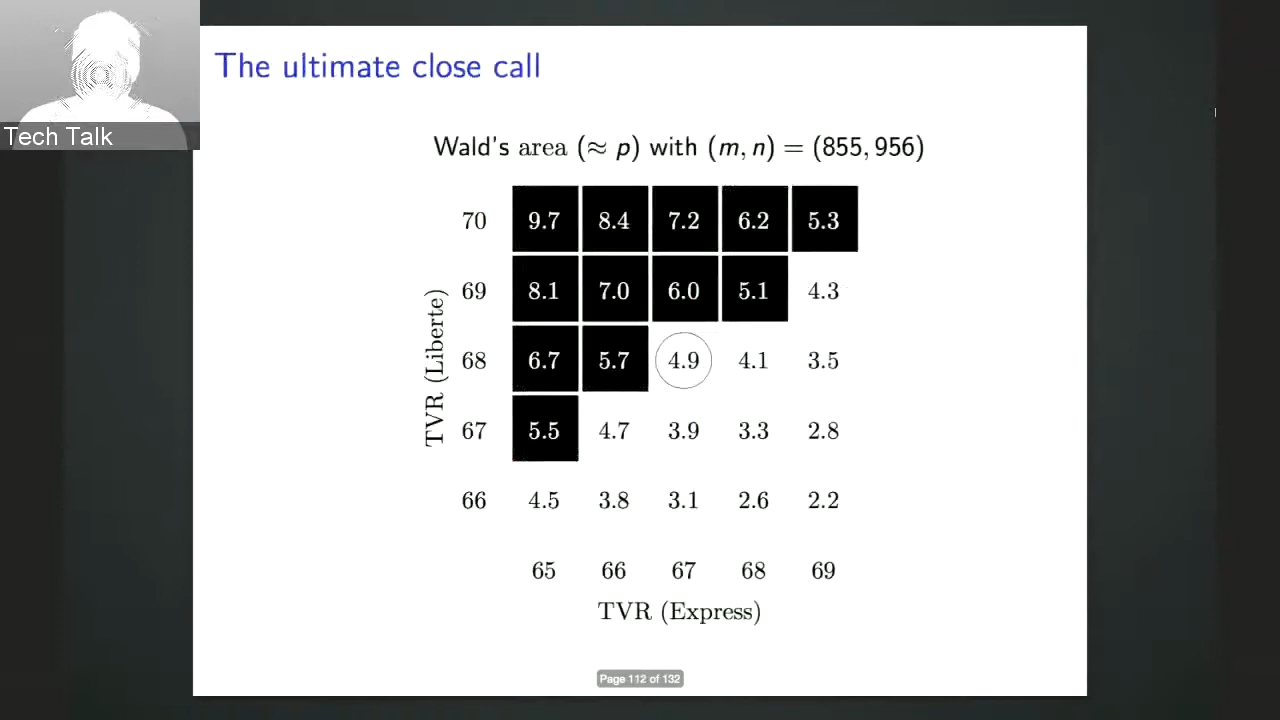 Tech Talk
The ultimate close call
Wald's area (≈ p) with (m, n) = (855, 956)
TVR (Liberte)
70 9.7 8.4 7.2 6.2 5.3
69 8.1 7.0 6.0 5.1 4.3
68 6.7 5.7 4.9 4.1 3.5
67 5.5 4.7 3.9 3.3 2.8
66 4.5 3.8 3.1 2.6 2.2
65 66 67 68 69
TVR (Express)
Page 112 of 132